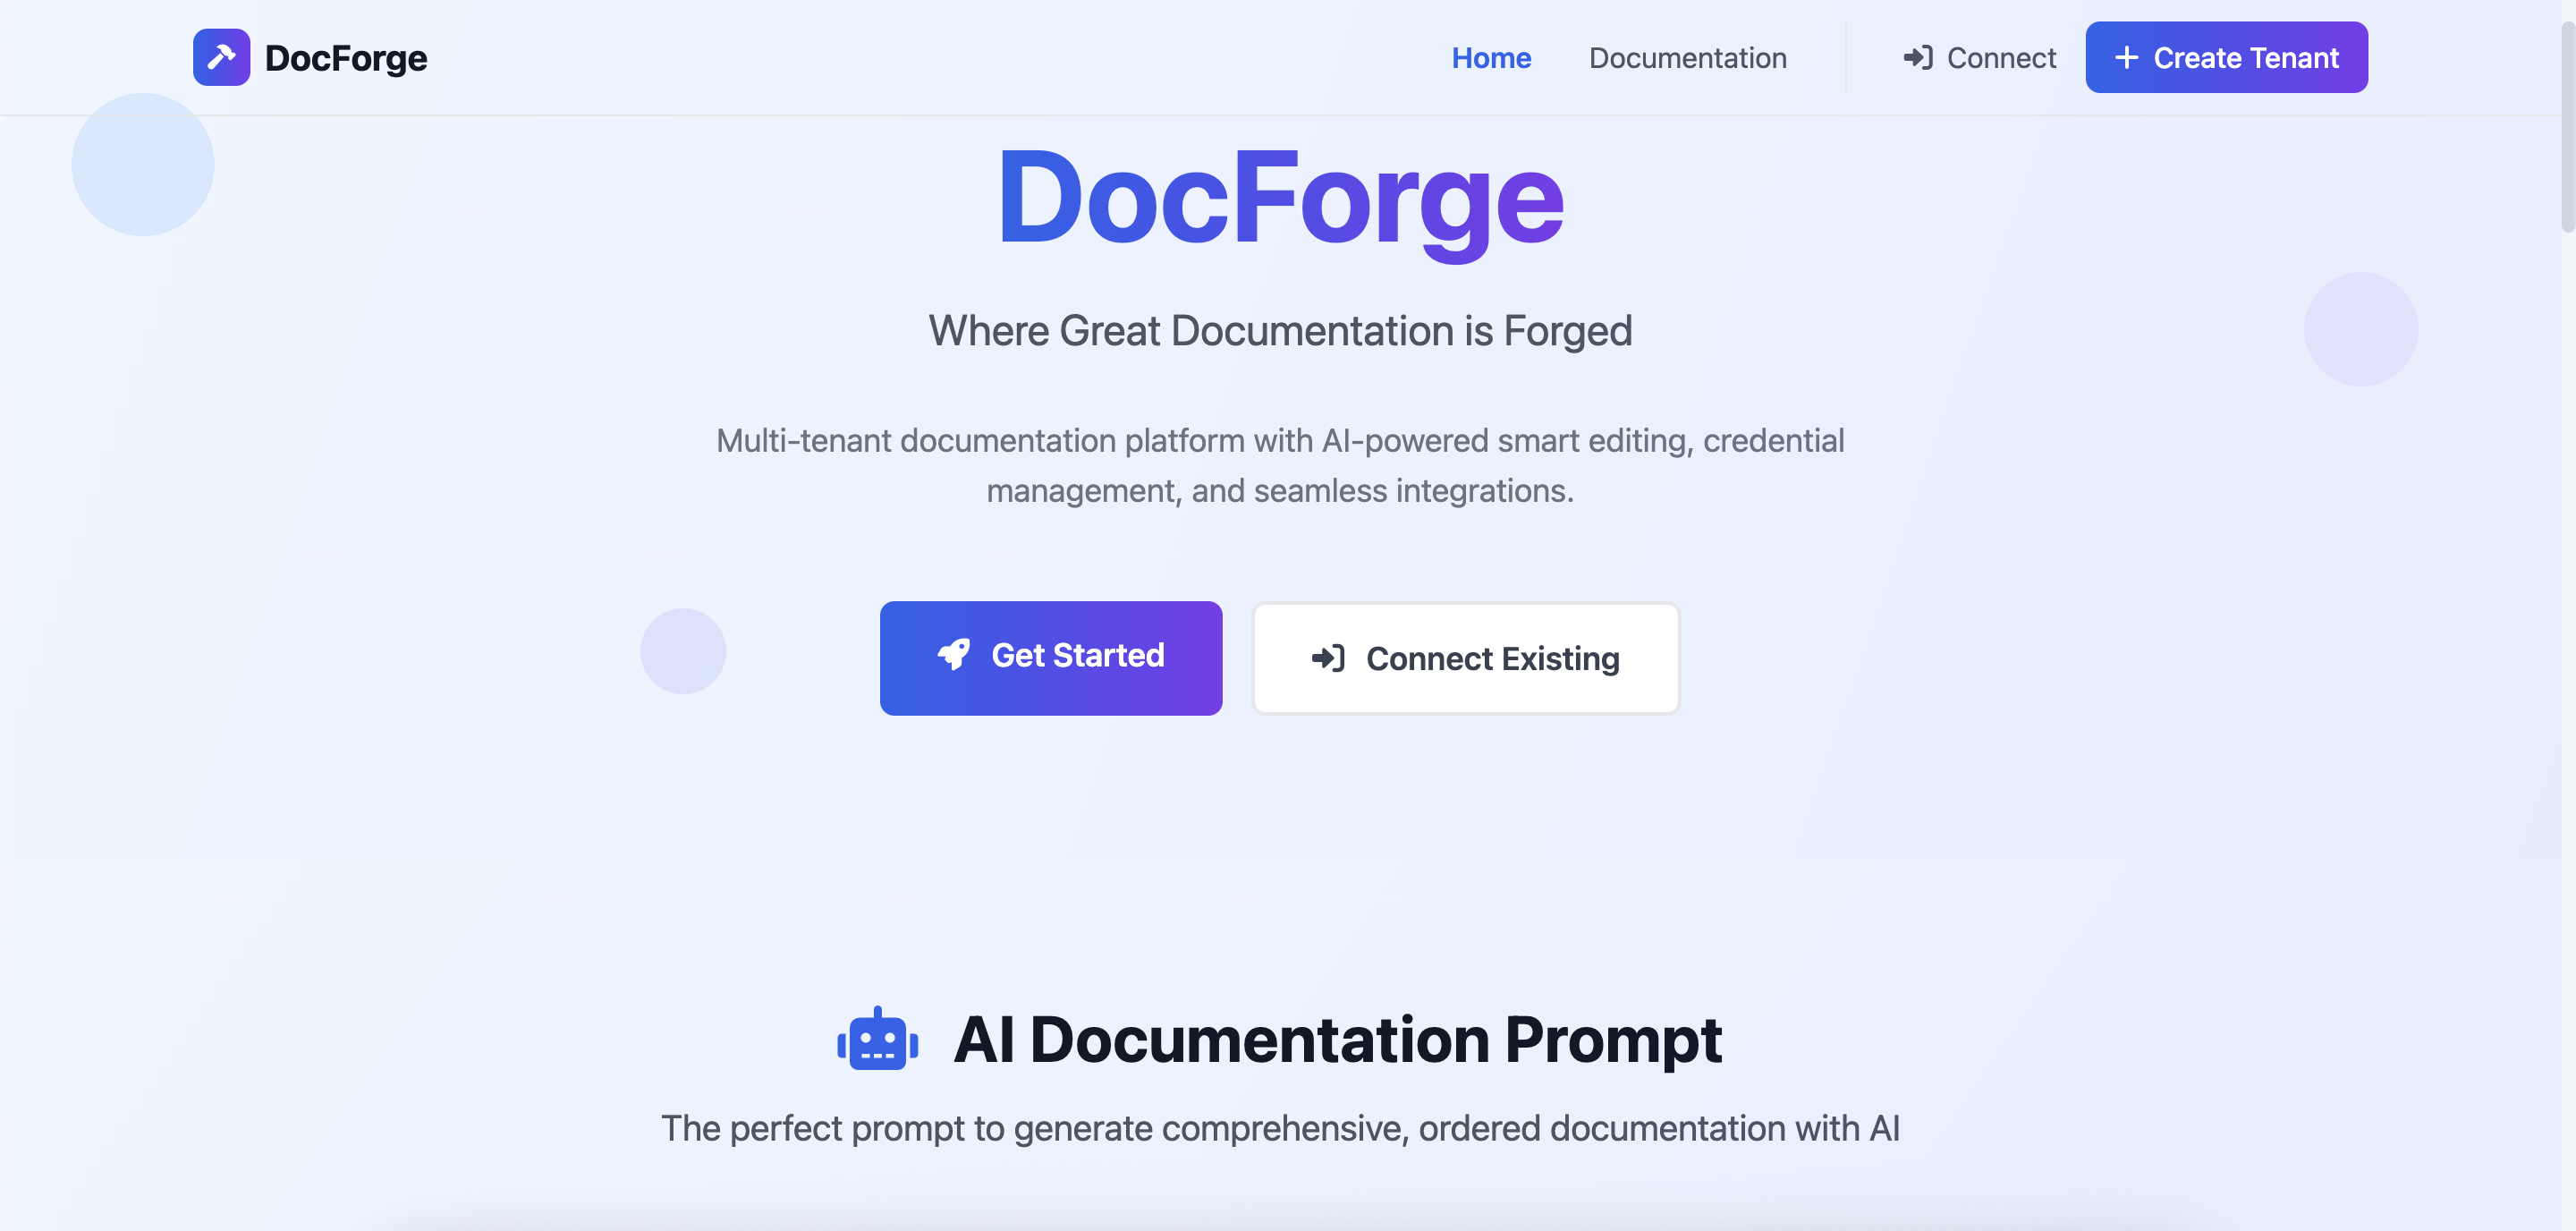 DocForge
Home
Documentation
Connect
Create Tenant
DocForge
Where Great Documentation is Forged
Multi-tenant documentation platform with AI-powered smart editing, credential
management, and seamless integrations.
Get Started
Connect Existing
AI Documentation Prompt
The perfect prompt to generate comprehensive, ordered documentation with AI